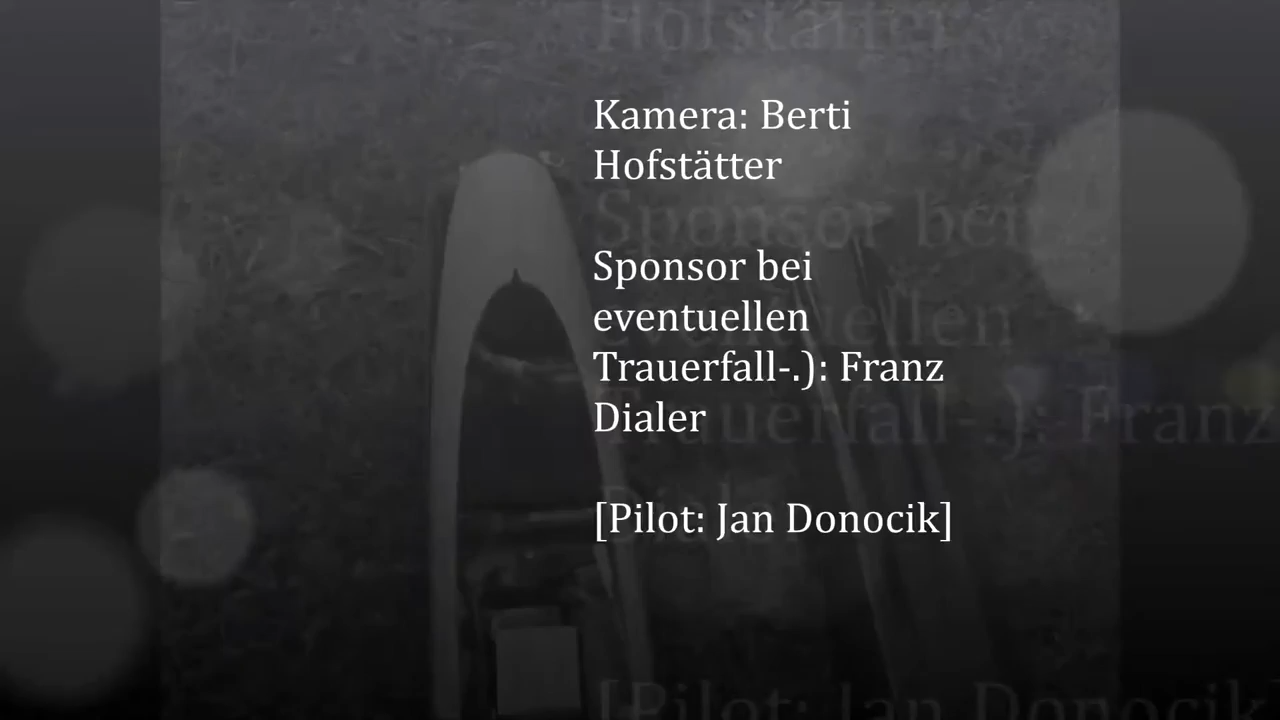 Kamera: Berti
Hofstätter
Sponsor bei
eventuellen
Trauerfall-.): Franz
Dialer
[Pilot: Jan Donocik]